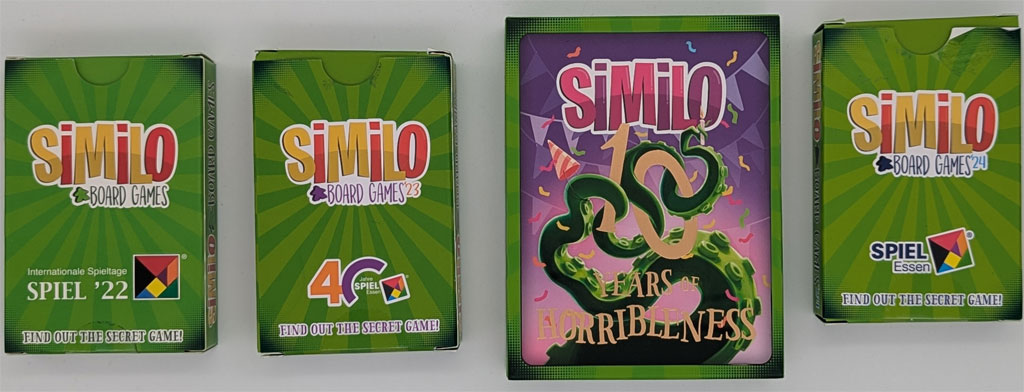 SiMiLO
BOARD GAMES
Internationale Spieltage
SPIEL '22
FIND OUT THE SECRET GAME!
SiMiLO
BOARD GAMES '23
40 Jahre
SPIEL
Essen
FIND OUT THE SECRET GAME!
SiMiLO
10
YEARS OF
HORRIBLENESS
SiMiLO
BOARD GAMES '24
SPIEL
Essen
FIND OUT THE SECRET GAME!